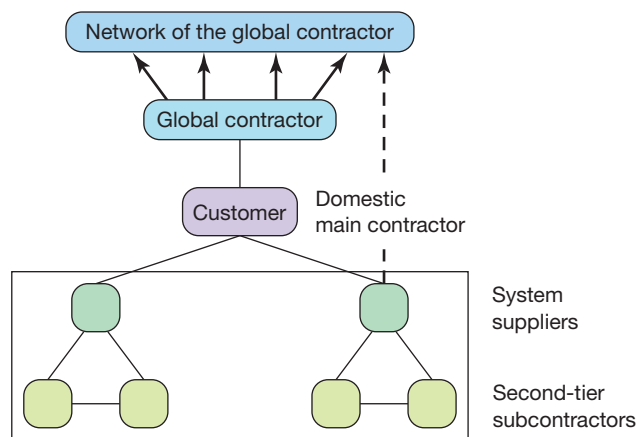 Network of the global contractor
Global contractor
Customer
Domestic
main contractor
System
suppliers
Second-tier
subcontractors